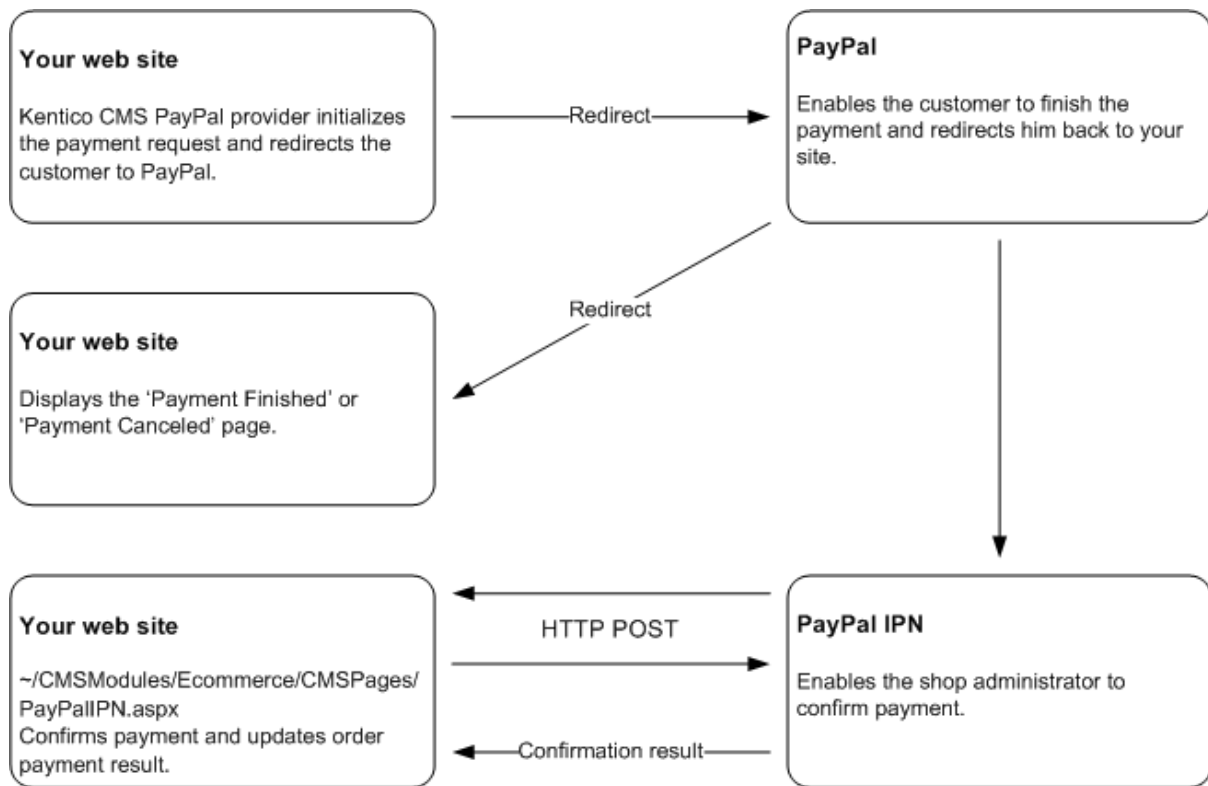 Your web site
Kentico CMS PayPal provider initializes
the payment request and redirects the
customer to PayPal.
Redirect
PayPal
Enables the customer to finish the
payment and redirects him back to your
site.
Redirect
Your web site
Displays the ‘Payment Finished’ or
‘Payment Canceled’ page.
Your web site
~/CMSModules/Ecommerce/CMSPages/
PayPalIPN.aspx
Confirms payment and updates order
payment result.
HTTP POST
Confirmation result
PayPal IPN
Enables the shop administrator to
confirm payment.